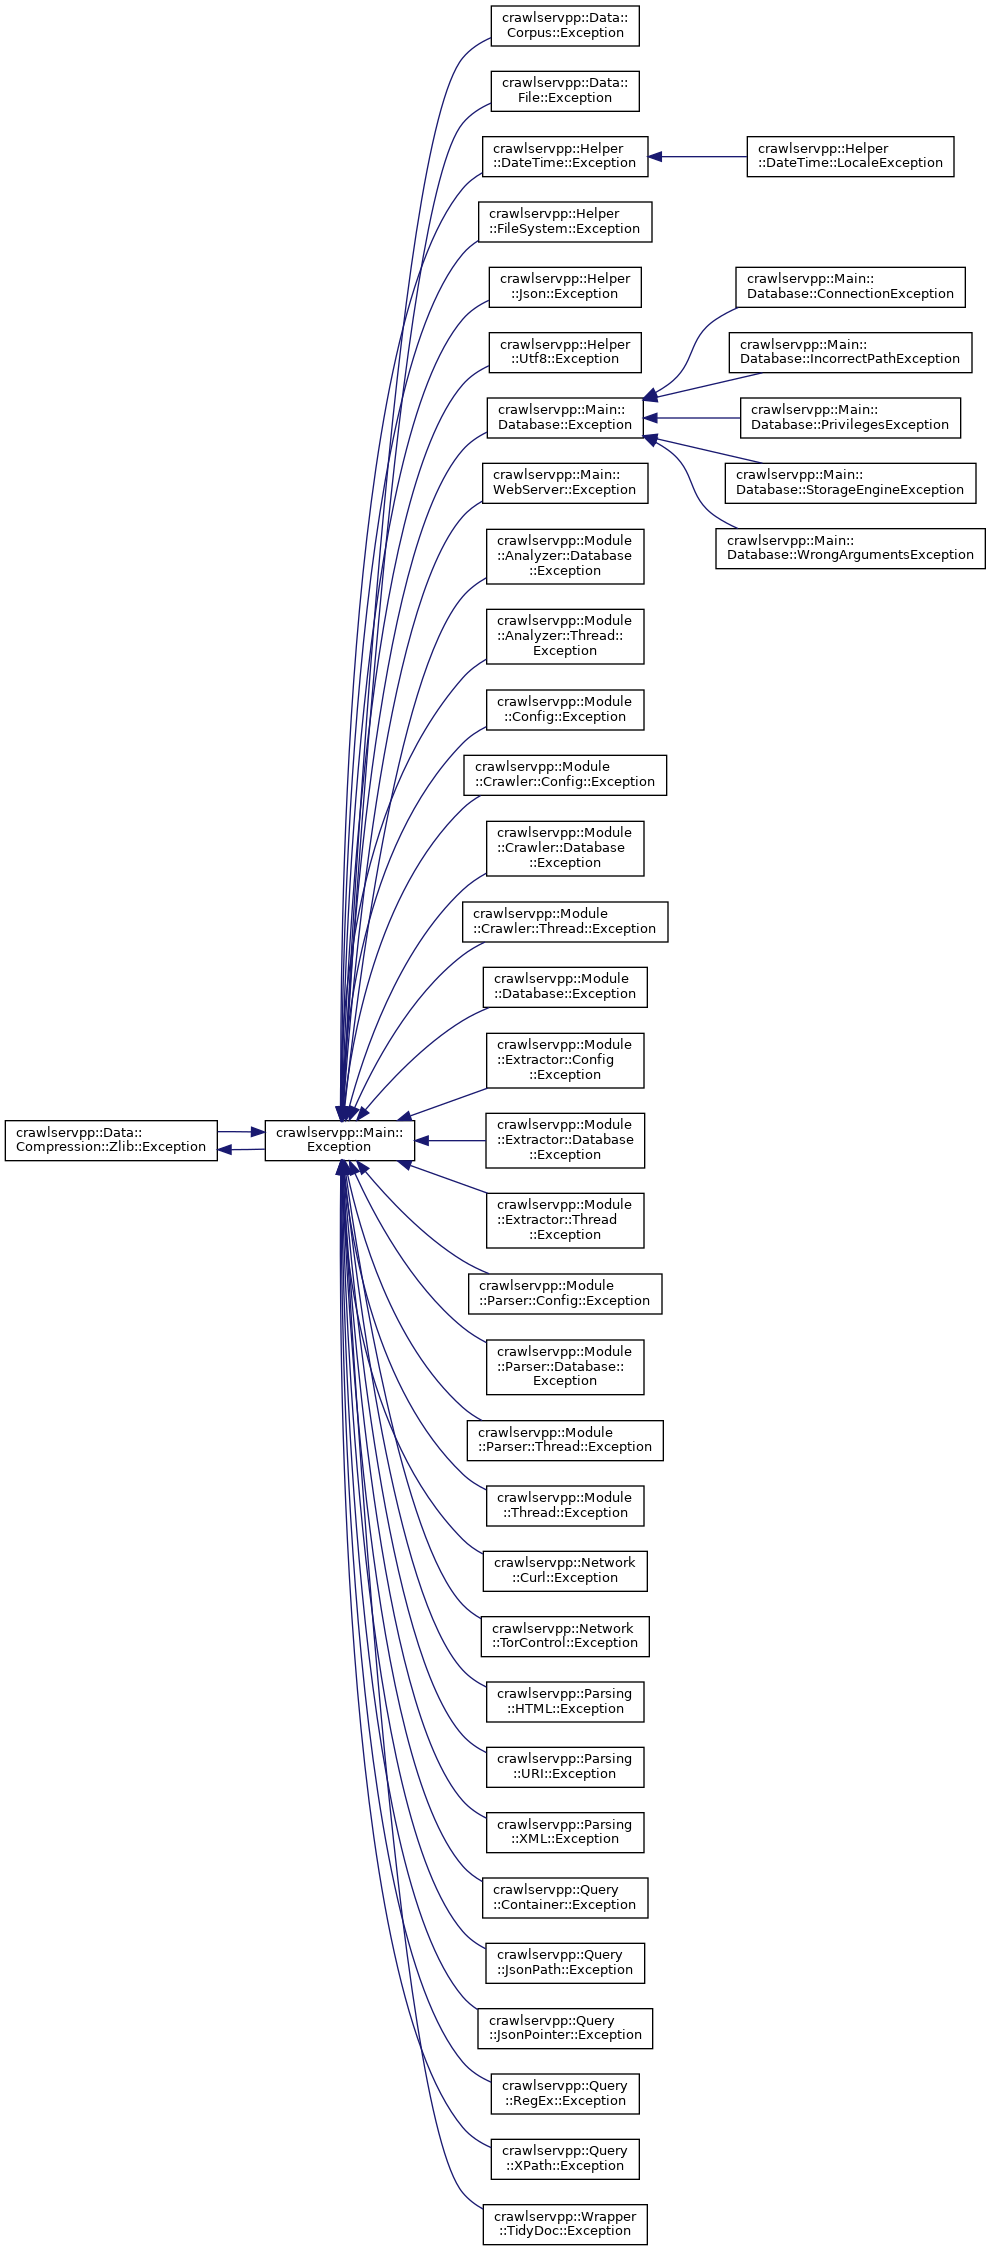 crawlservpp::Data::
Compression::Zlib::Exception
crawlservpp::Main::
Exception
crawlservpp::Data::
Corpus::Exception
crawlservpp::Data::
File::Exception
crawlservpp::Helper
::DateTime::Exception
crawlservpp::Helper
::DateTime::LocaleException
crawlservpp::Helper
::FileSystem::Exception
crawlservpp::Helper
::Json::Exception
crawlservpp::Helper
::Utf8::Exception
crawlservpp::Main::
Database::Exception
crawlservpp::Main::
Database::ConnectionException
crawlservpp::Main::
Database::IncorrectPathException
crawlservpp::Main::
Database::PrivilegesException
crawlservpp::Main::
Database::StorageEngineException
crawlservpp::Main::
Database::WrongArgumentsException
crawlservpp::Main::
WebServer::Exception
crawlservpp::Module
::Analyzer::Database
::Exception
crawlservpp::Module
::Analyzer::Thread::
Exception
crawlservpp::Module
::Config::Exception
crawlservpp::Module
::Crawler::Config::Exception
crawlservpp::Module
::Crawler::Database
::Exception
crawlservpp::Module
::Crawler::Thread::Exception
crawlservpp::Module
::Database::Exception
crawlservpp::Module
::Extractor::Config
::Exception
crawlservpp::Module
::Extractor::Database
::Exception
crawlservpp::Module
::Extractor::Thread
::Exception
crawlservpp::Module
::Parser::Config::Exception
crawlservpp::Module
::Parser::Database::
Exception
crawlservpp::Module
::Parser::Thread::Exception
crawlservpp::Module
::Thread::Exception
crawlservpp::Network
::Curl::Exception
crawlservpp::Network
::TorControl::Exception
crawlservpp::Parsing
::HTML::Exception
crawlservpp::Parsing
::URI::Exception
crawlservpp::Parsing
::XML::Exception
crawlservpp::Query
::Container::Exception
crawlservpp::Query
::JsonPath::Exception
crawlservpp::Query
::JsonPointer::Exception
crawlservpp::Query
::RegEx::Exception
crawlservpp::Query
::XPath::Exception
crawlservpp::Wrapper
::TidyDoc::Exception